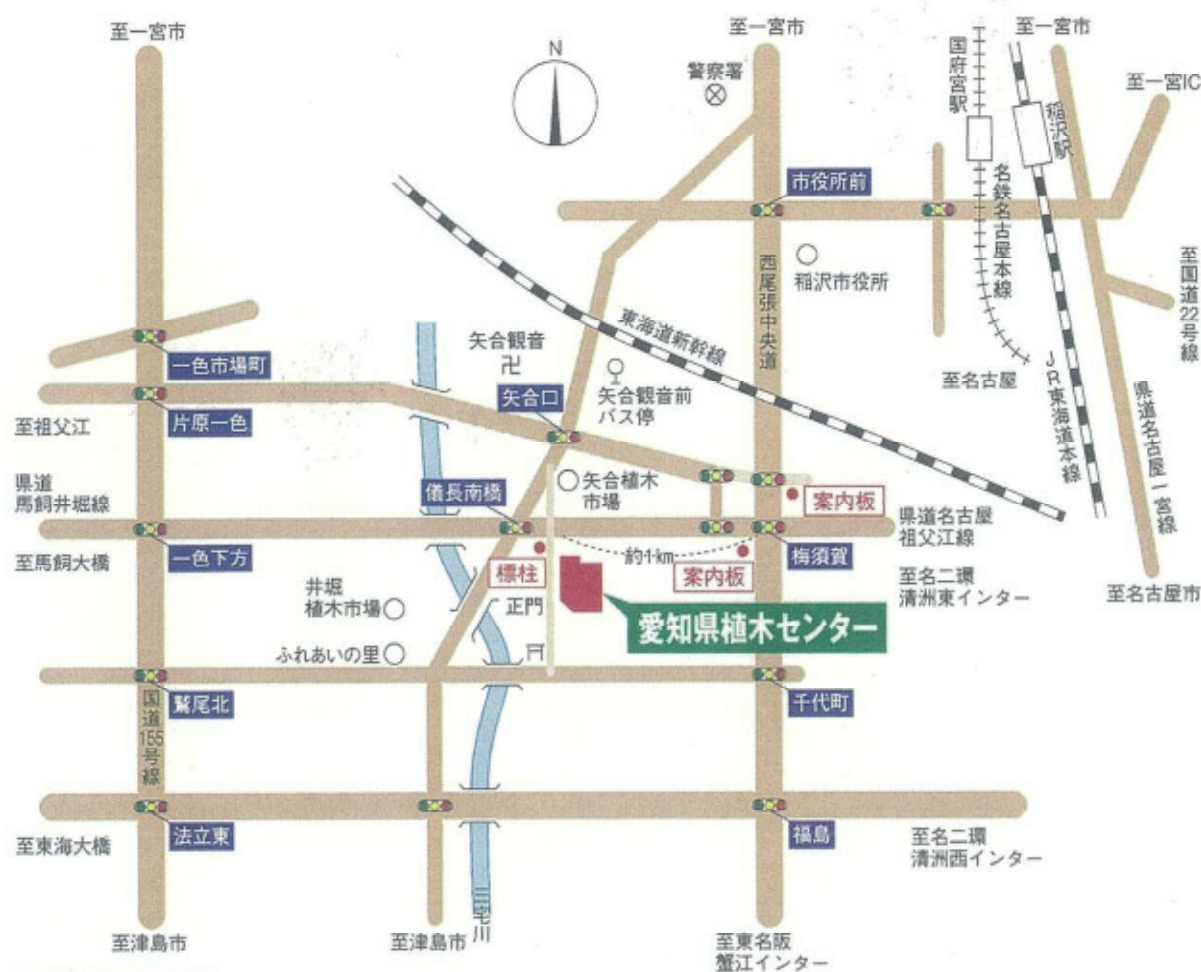 至一宮市
至一宮市
至一宮市
至一宮IC
N
警察署
国府宮駅
稲沢駅
市役所前
名鉄名古屋本線
西尾張中央道
稲沢市役所
至国道22号線
東海道新幹線
矢合観音
卍
矢合観音前
バス停
至名古屋
JR東海道本線
県道名古屋一宮線
一色市場町
片原一色
至祖父江
矢合口
県道
馬飼井堀線
儀長南橋
矢合植木
市場
案内板
県道名古屋
祖父江線
一色下方
至馬飼大橋
標柱
約1km
案内板
梅須賀
至名二環
清洲東インター
至名古屋市
井堀
植木市場
正門
愛知県植木センター
ふれあいの里
鷲尾北
千代町
国道155号線
法立東
至東海大橋
福島
至名二環
清洲西インター
三宅川
至津島市
至津島市
至東名阪
蟹江インター